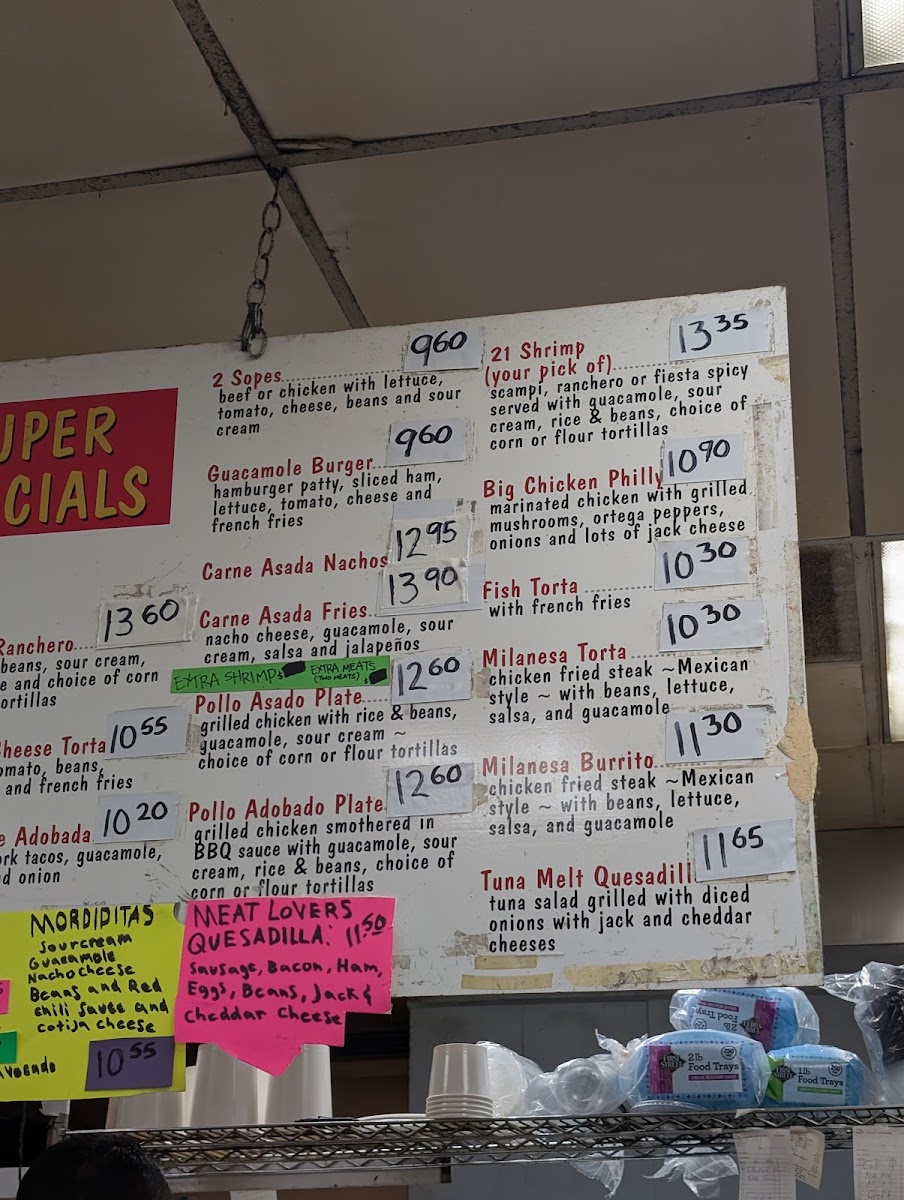 UPER
CIALS
Ranchero
1360
beans, sour cream,
e and choice of corn
ortillas
Cheese Torta
1055
omato, beans,
and french fries
e Adobada
1020
ork tacos, guacamole,
d onion
MORDIDITAS
sourcream
Guacamole
Nacho cheese
Beans and Red
chili sauce and
cotija cheese
Avocado
1055
2 Sopes
960
beef or chicken with lettuce,
tomato, cheese, beans and sour
cream
Guacamole Burger
960
hamburger patty, sliced ham,
lettuce, tomato, cheese and
french fries
Carne Asada Nachos
1295
Carne Asada Fries
1390
nacho cheese, guacamole, sour
cream, salsa and jalapeños
EXTRA SHRIMP $ EXTRA MEATS
(TWO MEATS)
Pollo Asado Plate
1260
grilled chicken with rice & beans,
guacamole, sour cream ~
choice of corn or flour tortillas
Pollo Adobado Plate
1260
grilled chicken smothered in
BBQ sauce with guacamole, sour
cream, rice & beans, choice of
corn or flour tortillas
MEAT LOVERS
QUESADILLA: 11.50
Sausage, Bacon, Ham,
Eggs, Beans, Jack &
cheddar cheese
21 Shrimp
1335
(your pick of)
scampi, ranchero or fiesta spicy
served with guacamole, sour
cream, rice & beans, choice of
corn or flour tortillas
Big Chicken Philly
1090
marinated chicken with grilled
mushrooms, ortega peppers,
onions and lots of jack cheese
Fish Torta
1030
with french fries
Milanesa Torta
1030
chicken fried steak ~Mexican
style ~ with beans, lettuce,
salsa, and guacamole
Milanesa Burrito
1130
chicken fried steak ~Mexican
style ~ with beans, lettuce,
salsa, and guacamole
Tuna Melt Quesadill
1165
tuna salad grilled with diced
onions with jack and cheddar
cheeses
2lb
Food Tray
2lb
Food Trays
1lb
Food Trays